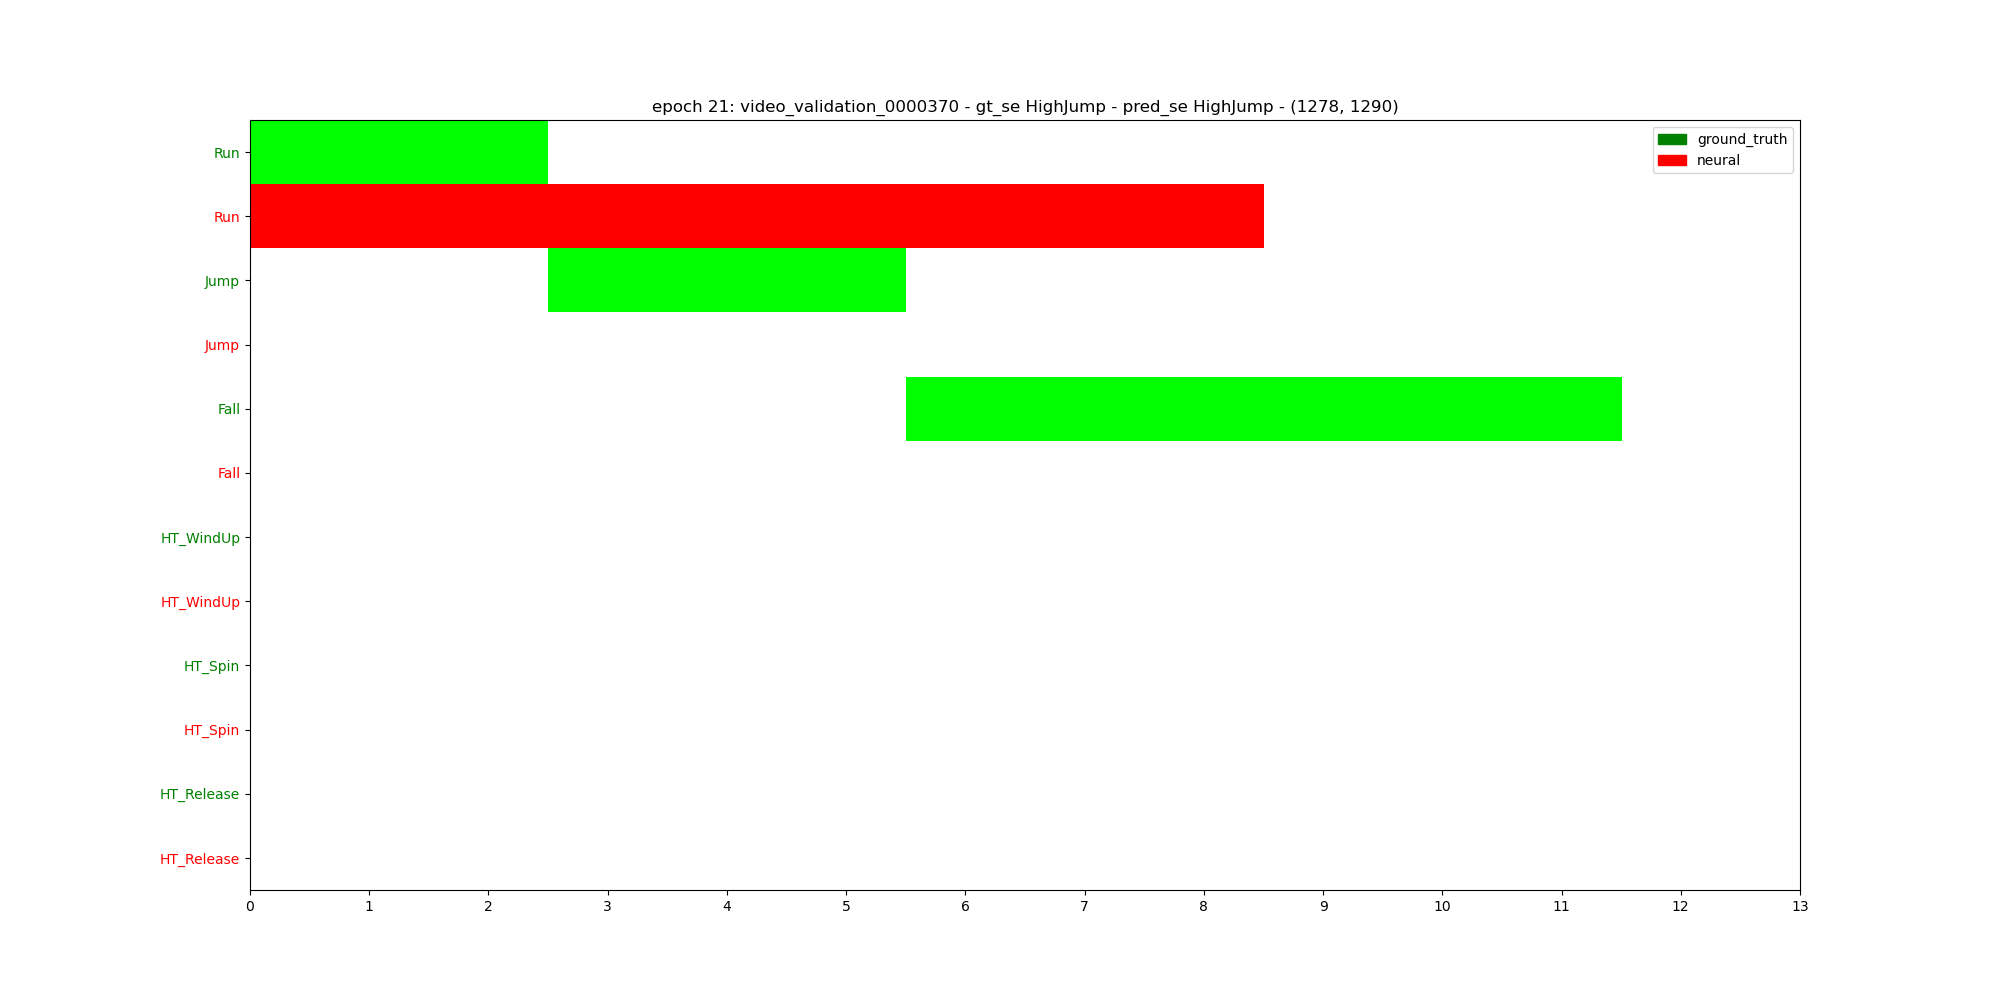 epoch 21: video_validation_0000370 - gt_se HighJump - pred_se HighJump - (1278, 1290)
ground_truth
neural
Run
Run
Jump
Jump
Fall
Fall
HT_WindUp
HT_WindUp
HT_Spin
HT_Spin
HT_Release
HT_Release
0 1 2 3 4 5 6 7 8 9 10 11 12 13